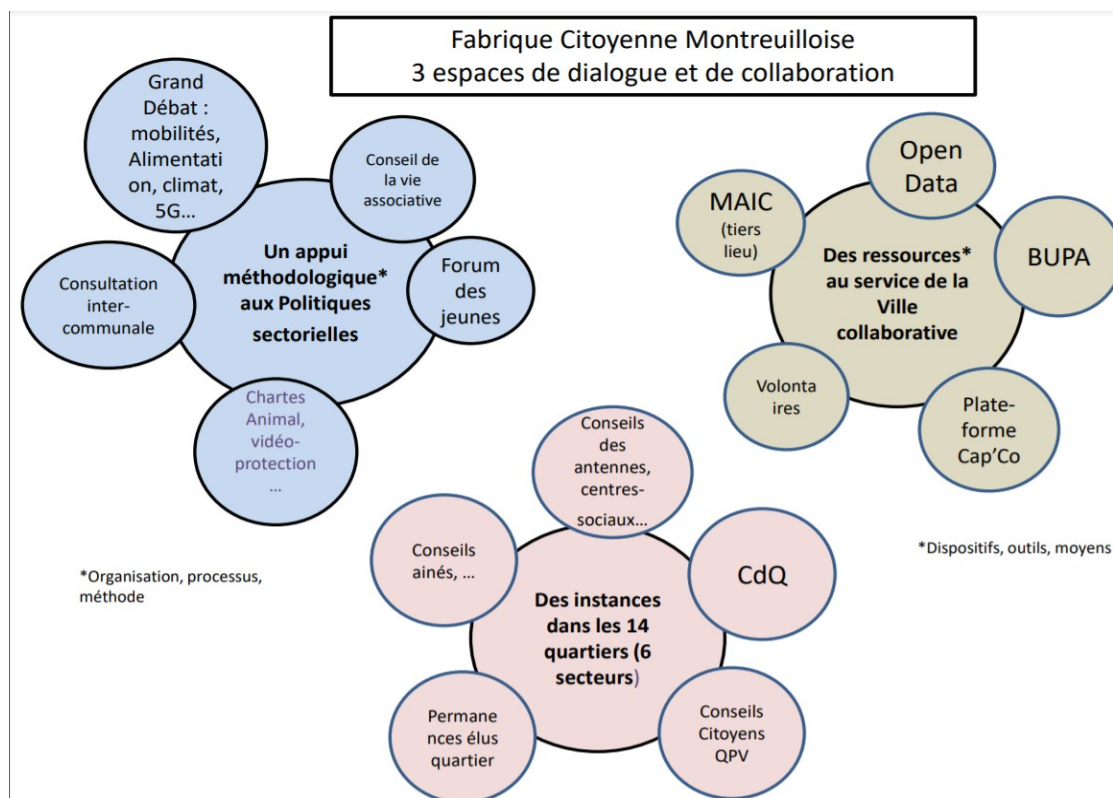 Fabrique Citoyenne Montreuilloise
3 espaces de dialogue et de collaboration
Grand
Débat :
mobilités,
Alimentati
on, climat,
5G...
Conseil de
la vie
associative
Un appui
méthodologique*
aux Politiques
sectorielles
Forum
des
jeunes
Consultation
inter-
communale
Chartes
Animal,
vidéo-
protection
...
*Organisation, processus,
méthode
Open
Data
MAIC
(tiers
lieu)
BUPA
Des ressources*
au service de la
Ville
collaborative
Volonta
ires
Plate-
forme
Cap'Co
*Dispositifs, outils, moyens
Conseils
des
antennes,
centres-
sociaux...
Conseils
ainés, ...
CdQ
Des instances
dans les 14
quartiers (6
secteurs)
Permane
nces élus
quartier
Conseils
Citoyens
QPV